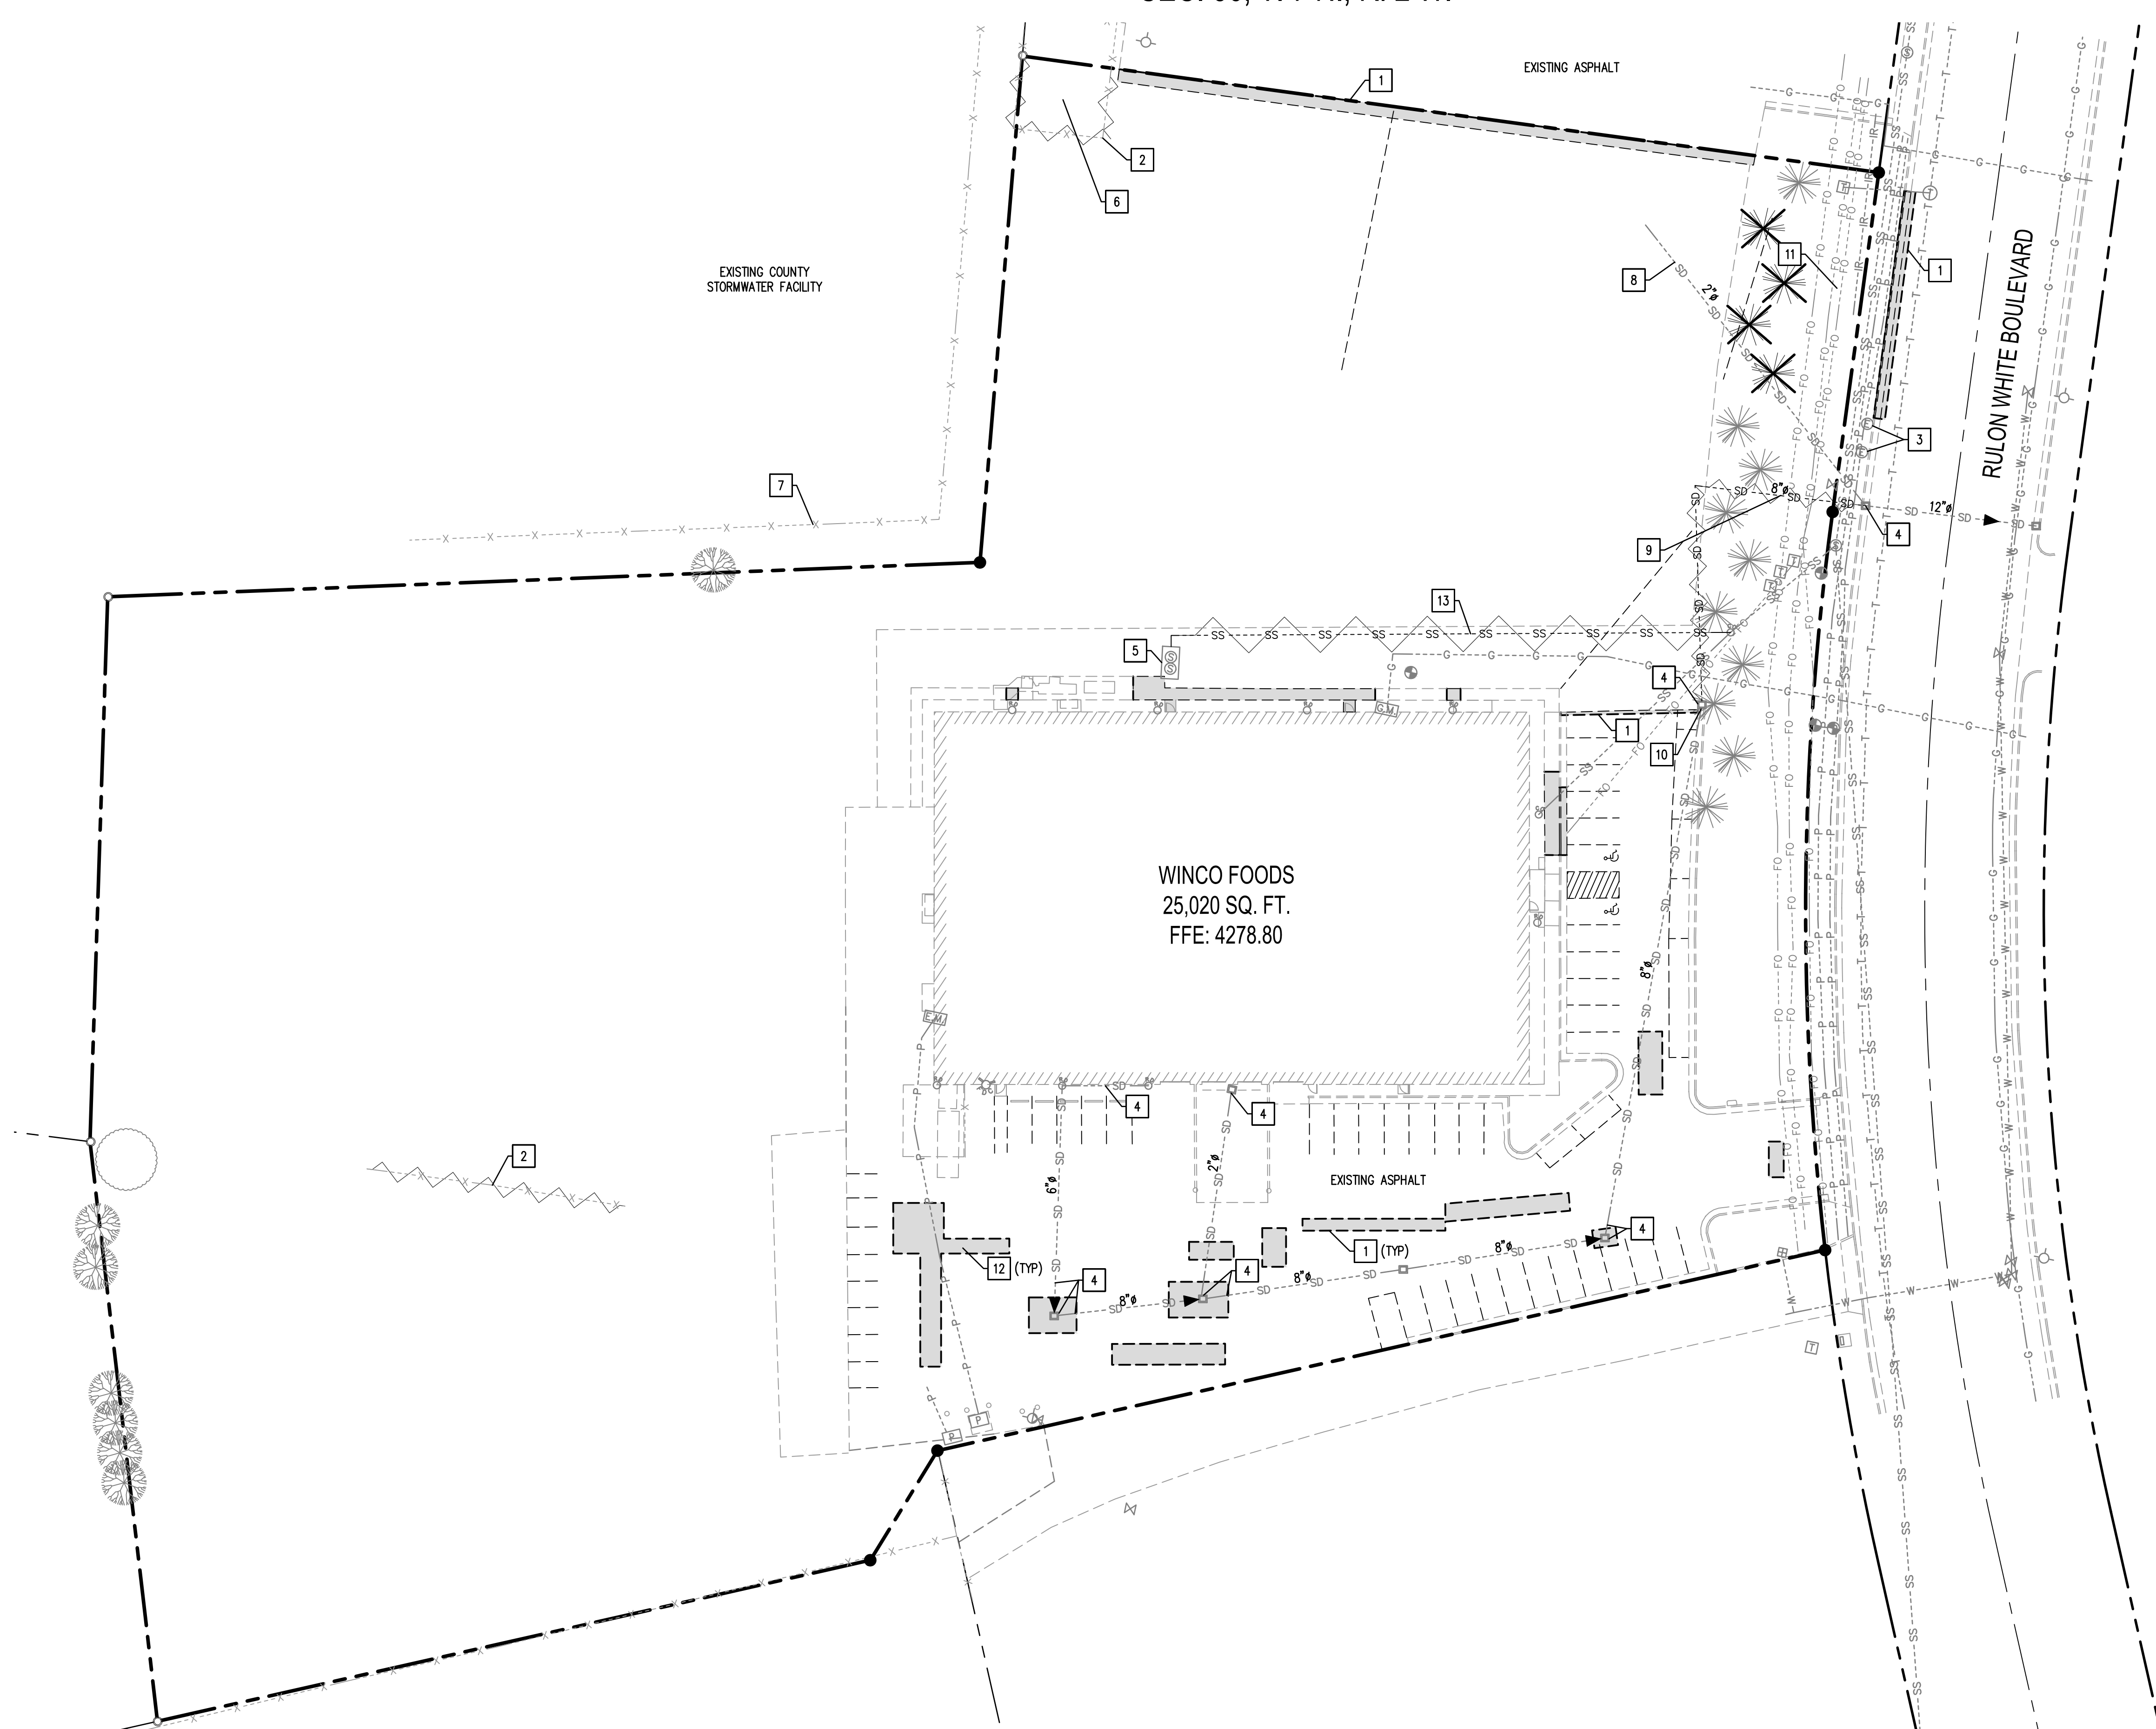 EXISTING ASPHALT
1
2
6
EXISTING COUNTY
STORMWATER FACILITY
11
1
8
2"ø
RULON WHITE BOULEVARD
3
7
8"ø
12"ø
4
9
13
5
4
1
10
G.M.
WINCO FOODS
25,020 SQ. FT.
FFE: 4278.80
8"ø
E.M.
4
4
2
6"ø
2"ø
EXISTING ASPHALT
4
1 (TYP)
8"ø
12 (TYP)
4
4
8"ø
8"ø